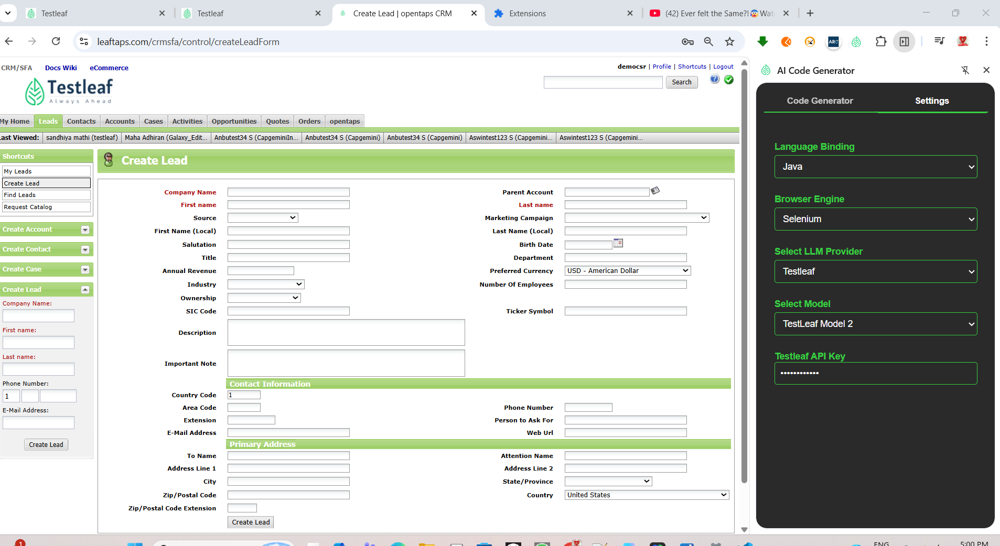 Testleaf
Testleaf
Create Lead | opentaps CRM
Extensions
(42) Ever felt the Same?!😨 Wat
leaftaps.com/crmsfa/control/createLeadForm
ARC
CRM/SFA Docs Wiki eCommerce
democsr | Profile | Shortcuts | Logout
Testleaf
Always Ahead
Search
My Home Leads Contacts Accounts Cases Activities Opportunities Quotes Orders opentaps
Last Viewed: sandhiya mathi (testleaf) Maha Adhiran (Galaxy_Edit... Anbutest34 S (CapgeminiIn... Anbutest34 S (Capgemini) Anbutest34 S (Capgemini) Aswintest123 S (Capgemini... Aswintest123 S (Capgemini...
Shortcuts
My Leads
Create Lead
Find Leads
Request Catalog
Create Account
Create Contact
Create Case
Create Lead
Company Name:
First name:
Last name:
Phone Number:
1
E-Mail Address:
Create Lead
Create Lead
Company Name Parent Account
First name Last name
Source Marketing Campaign
First Name (Local) Last Name (Local)
Salutation Birth Date
Title Department
Annual Revenue Preferred Currency USD - American Dollar
Industry Number Of Employees
Ownership
SIC Code Ticker Symbol
Description
Important Note
Contact Information
Country Code 1
Area Code Phone Number
Extension Person to Ask For
E-Mail Address Web Url
Primary Address
To Name Attention Name
Address Line 1 Address Line 2
City State/Province
Zip/Postal Code Country United States
Zip/Postal Code Extension
Create Lead
AI Code Generator
Code Generator Settings
Language Binding
Java
Browser Engine
Selenium
Select LLM Provider
Testleaf
Select Model
TestLeaf Model 2
Testleaf API Key
••••••••••••
1
ENG
5:00 PM